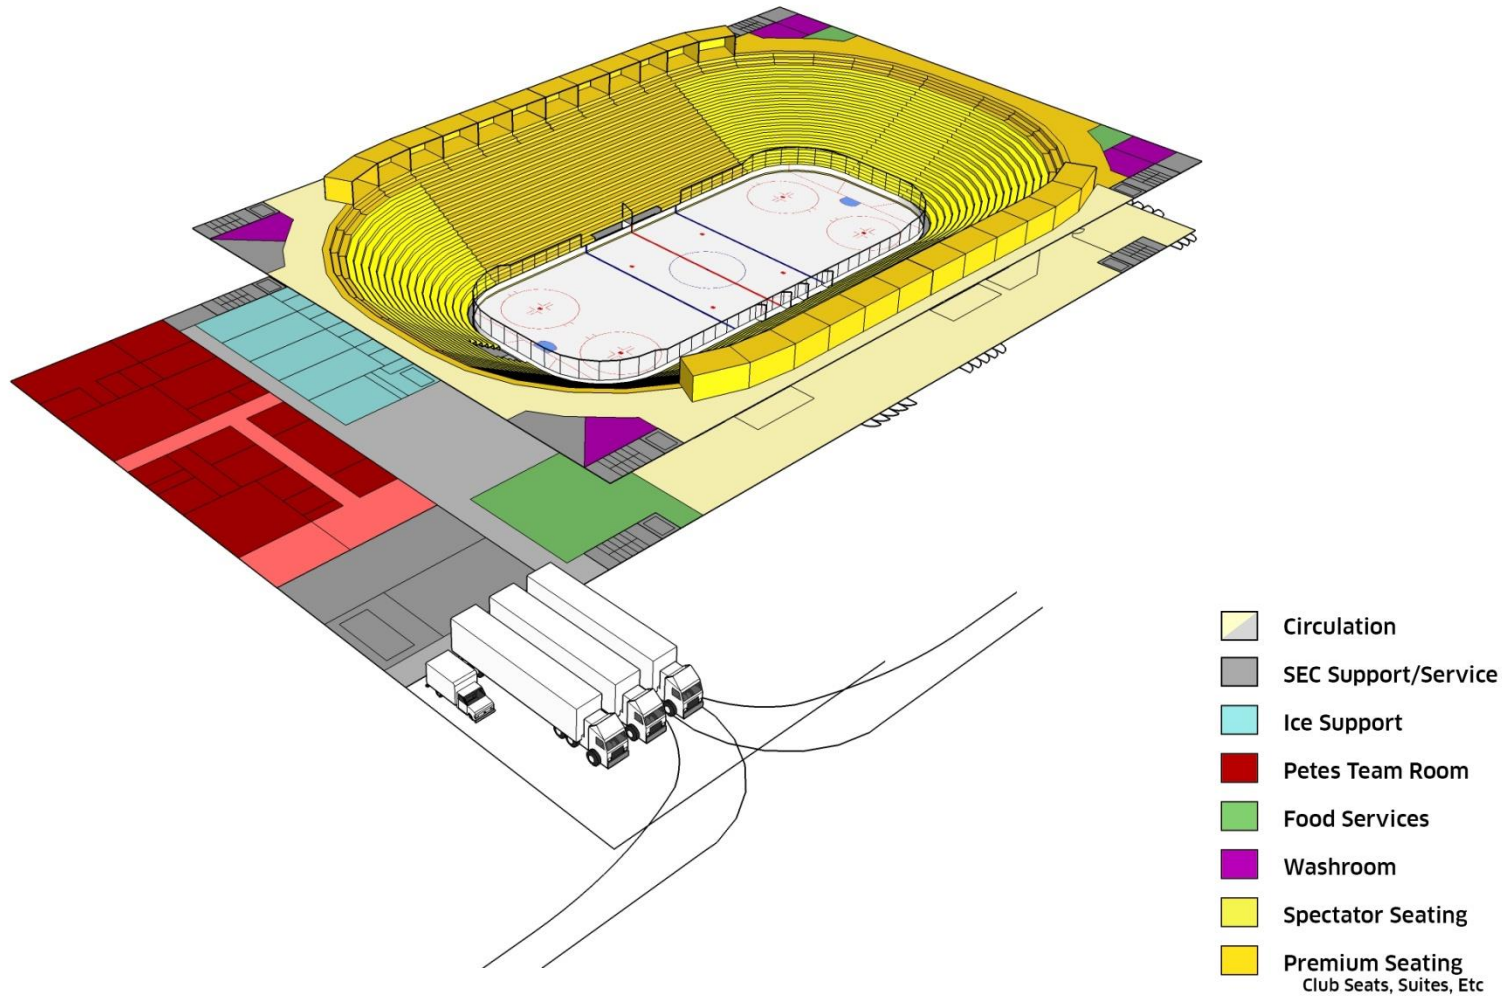 Circulation
SEC Support/Service
Ice Support
Petes Team Room
Food Services
Washroom
Spectator Seating
Premium Seating
Club Seats, Suites, Etc